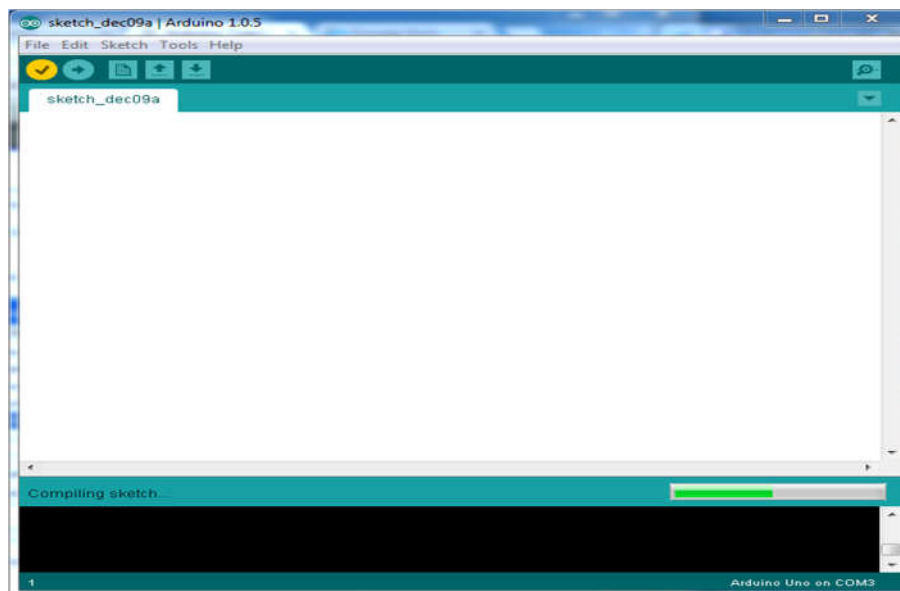 sketch_dec09a | Arduino 1.0.5
File Edit Sketch Tools Help
sketch_dec09a
Compiling sketch...
1
Arduino Uno on COM3